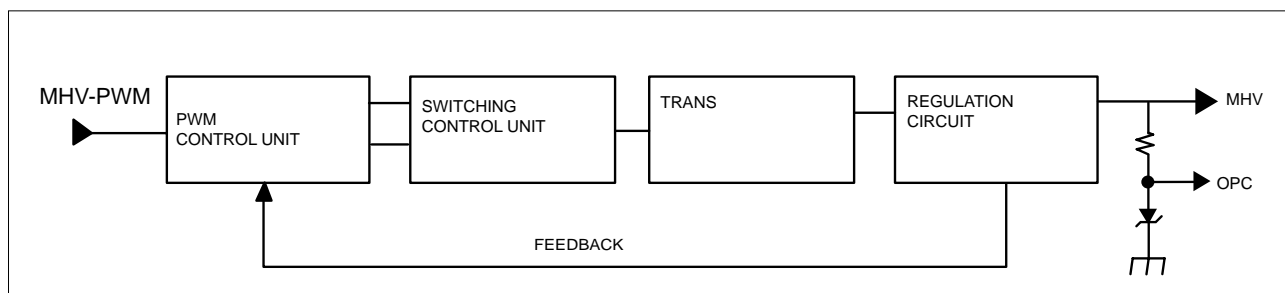 MHV-PWM
PWM
CONTROL UNIT
SWITCHING
CONTROL UNIT
TRANS
REGULATION
CIRCUIT
MHV
OPC
FEEDBACK